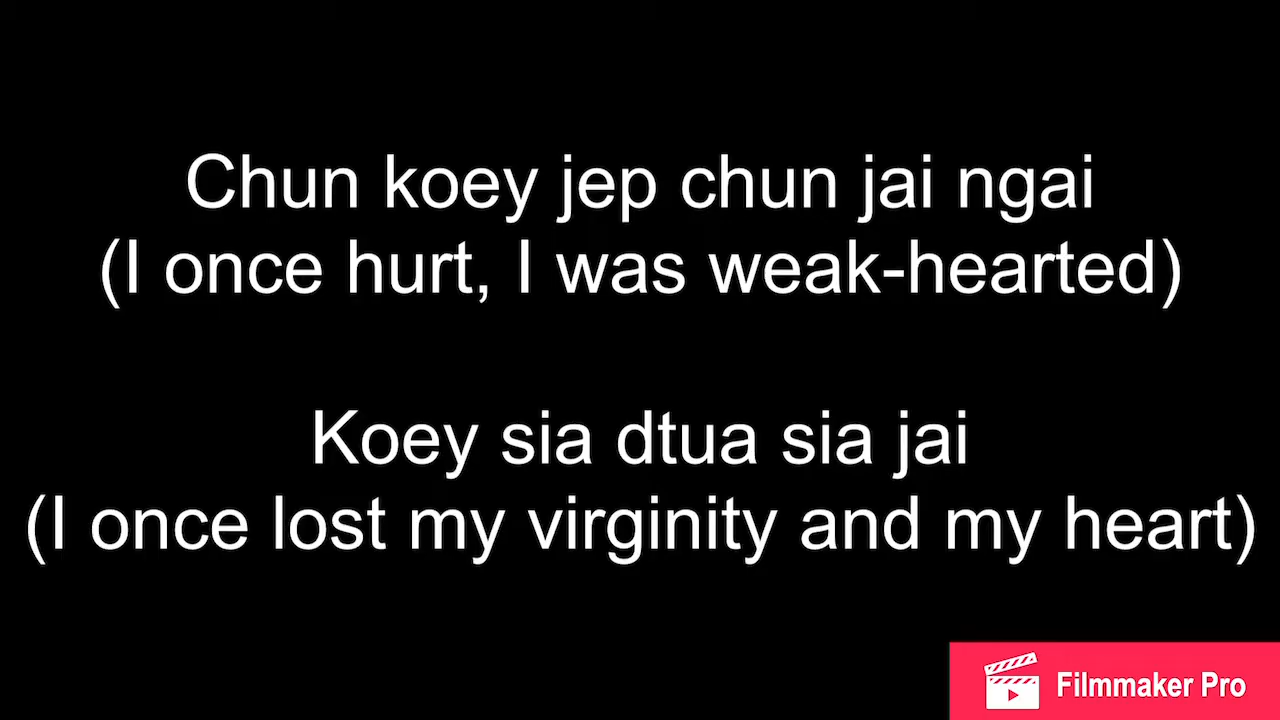 Chun koey jep chun jai ngai
(I once hurt, I was weak-hearted)
Koey sia dtua sia jai
(I once lost my virginity and my heart)
Filmmaker Pro